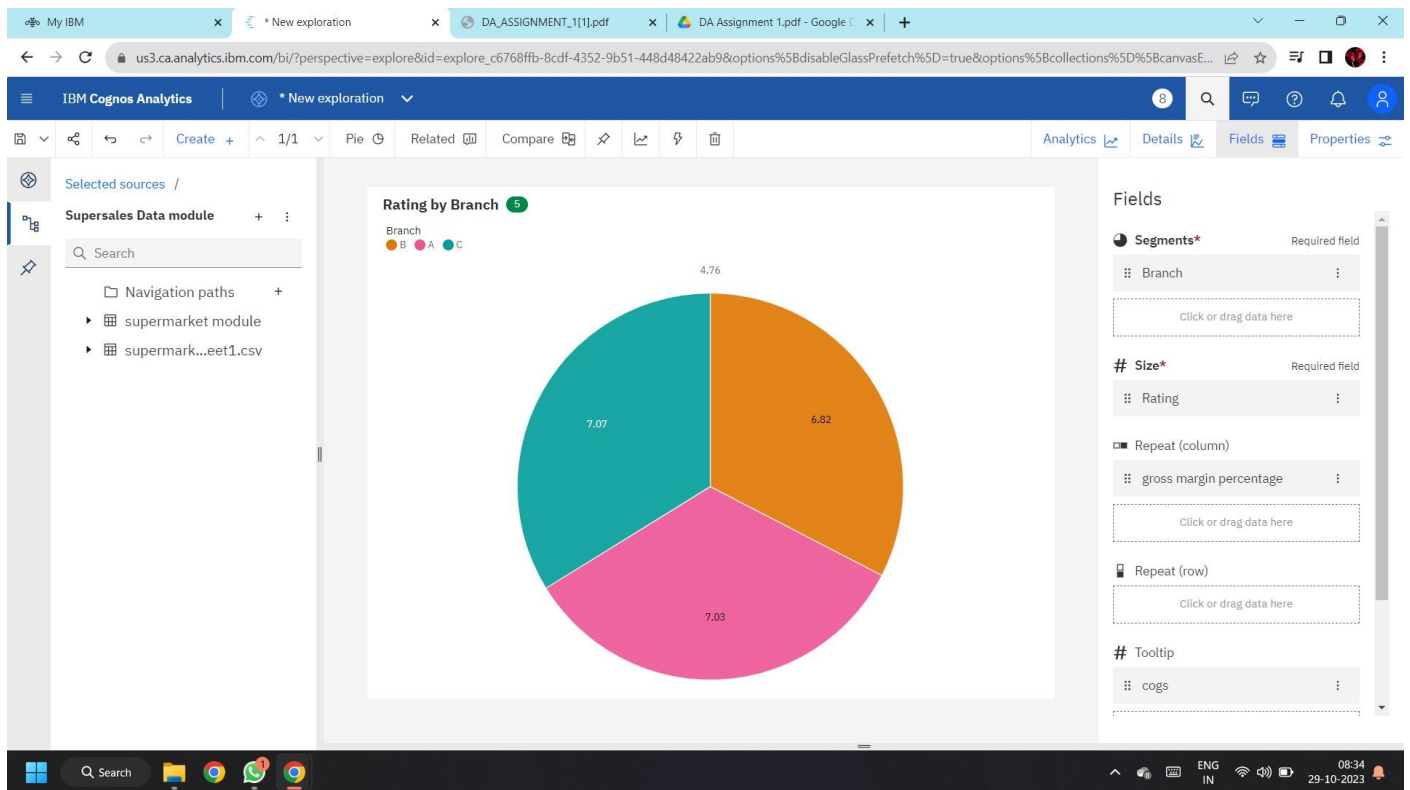 My IBM
* New exploration
DA_ASSIGNMENT_1[1].pdf
DA Assignment 1.pdf - Google D
us3.ca.analytics.ibm.com/bi/?perspective=explore&id=explore_c6768ffb-8cdf-4352-9b51-448d48422ab9&options%5BdisableGlassPrefetch%5D=true&options%5Bcollections%5D%5BcanvasE...
IBM Cognos Analytics
* New exploration
8
Create +
1/1
Pie
Related
Compare
Analytics
Details
Fields
Properties
Selected sources /
Supersales Data module
Search
Navigation paths +
supermarket module
supermark...eet1.csv
Rating by Branch 5
Branch
B A C
4.76
7.07
6.82
7.03
Fields
Segments* Required field
Branch
Click or drag data here
# Size* Required field
Rating
Repeat (column)
gross margin percentage
Click or drag data here
Repeat (row)
Click or drag data here
# Tooltip
cogs
Search
1
ENG
IN
08:34
29-10-2023